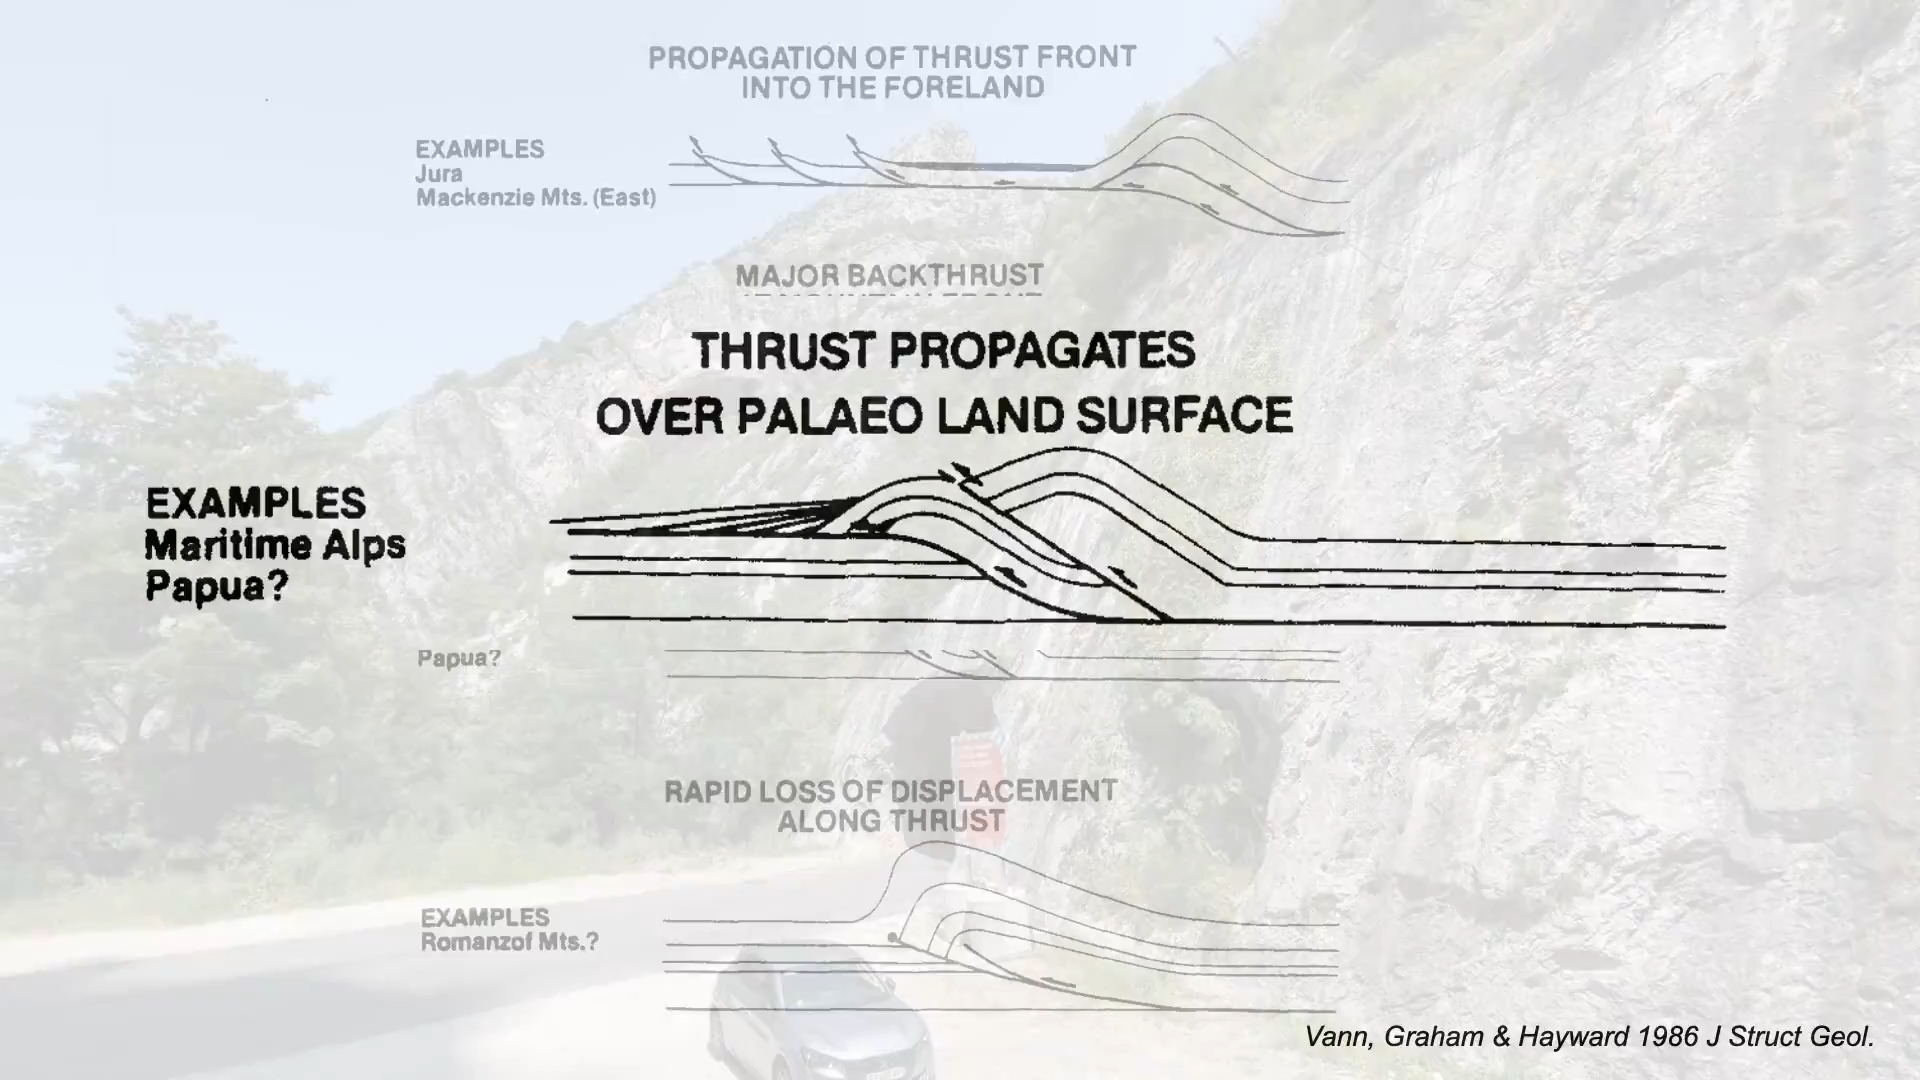 PROPAGATION OF THRUST FRONT
INTO THE FORELAND
EXAMPLES
Jura
Mackenzie Mts. (East)
MAJOR BACKTHRUST
THRUST PROPAGATES
OVER PALAEO LAND SURFACE
EXAMPLES
Maritime Alps
Papua?
Papua?
RAPID LOSS OF DISPLACEMENT
ALONG THRUST
EXAMPLES
Romanzof Mts.?
Vann, Graham & Hayward 1986 J Struct Geol.